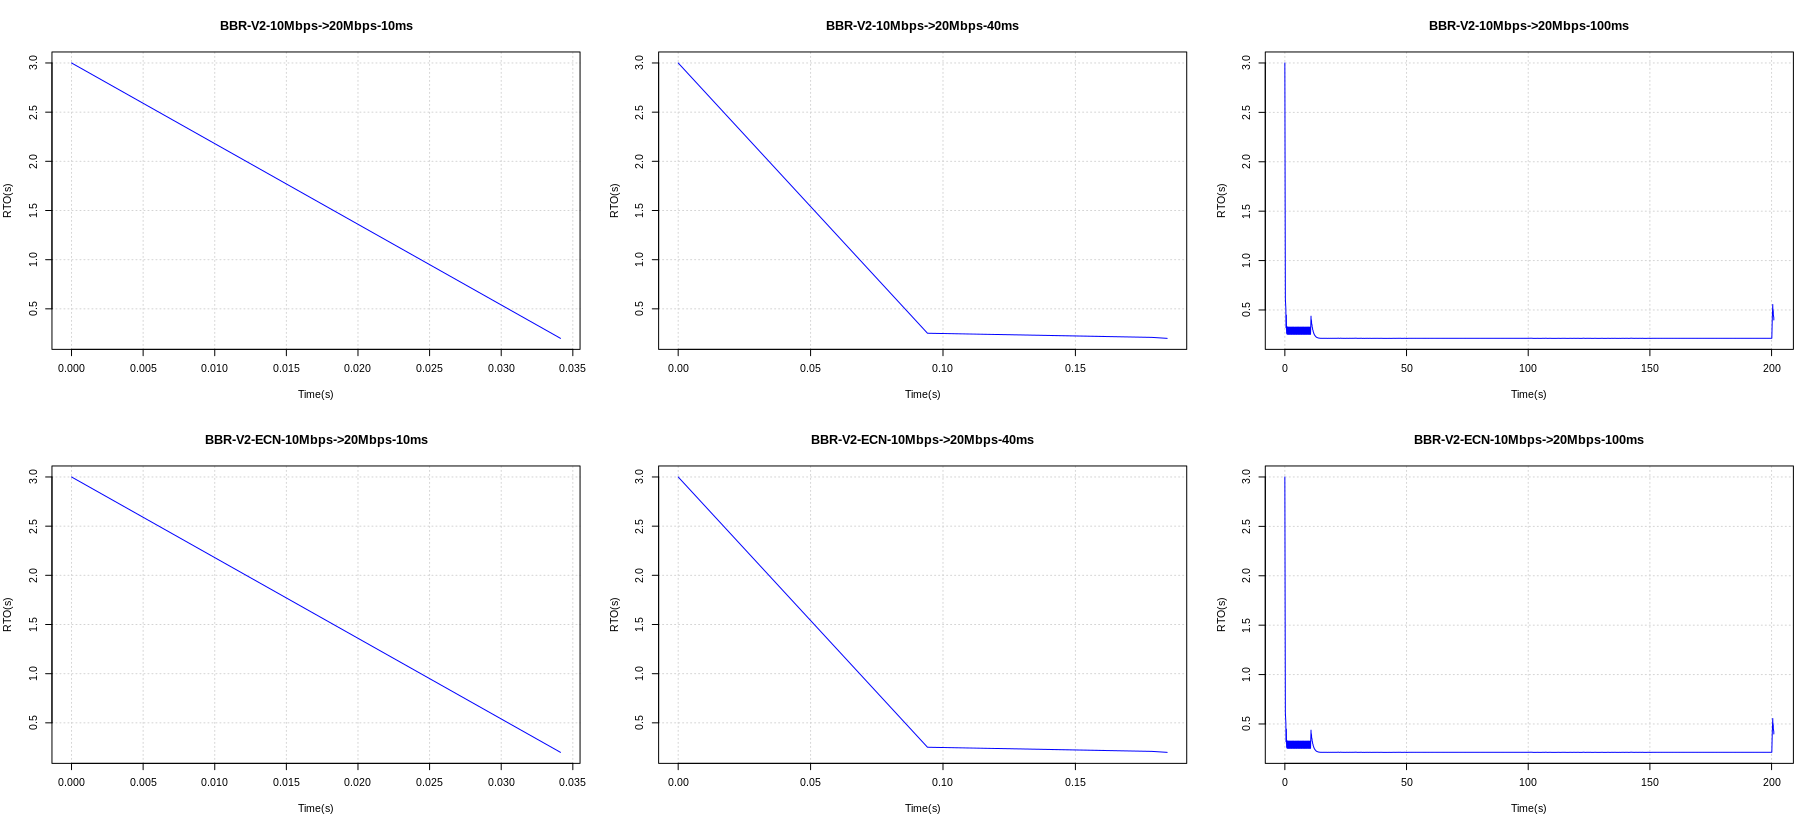 BBR-V2-10Mbps->20Mbps-10ms
RTO(s)
3.0
2.5
2.0
1.5
1.0
0.5
0.000 0.005 0.010 0.015 0.020 0.025 0.030 0.035
Time(s)
BBR-V2-10Mbps->20Mbps-40ms
RTO(s)
3.0
2.5
2.0
1.5
1.0
0.5
0.00 0.05 0.10 0.15
Time(s)
BBR-V2-10Mbps->20Mbps-100ms
RTO(s)
3.0
2.5
2.0
1.5
1.0
0.5
0 50 100 150 200
Time(s)
BBR-V2-ECN-10Mbps->20Mbps-10ms
RTO(s)
3.0
2.5
2.0
1.5
1.0
0.5
0.000 0.005 0.010 0.015 0.020 0.025 0.030 0.035
Time(s)
BBR-V2-ECN-10Mbps->20Mbps-40ms
RTO(s)
3.0
2.5
2.0
1.5
1.0
0.5
0.00 0.05 0.10 0.15
Time(s)
BBR-V2-ECN-10Mbps->20Mbps-100ms
RTO(s)
3.0
2.5
2.0
1.5
1.0
0.5
0 50 100 150 200
Time(s)